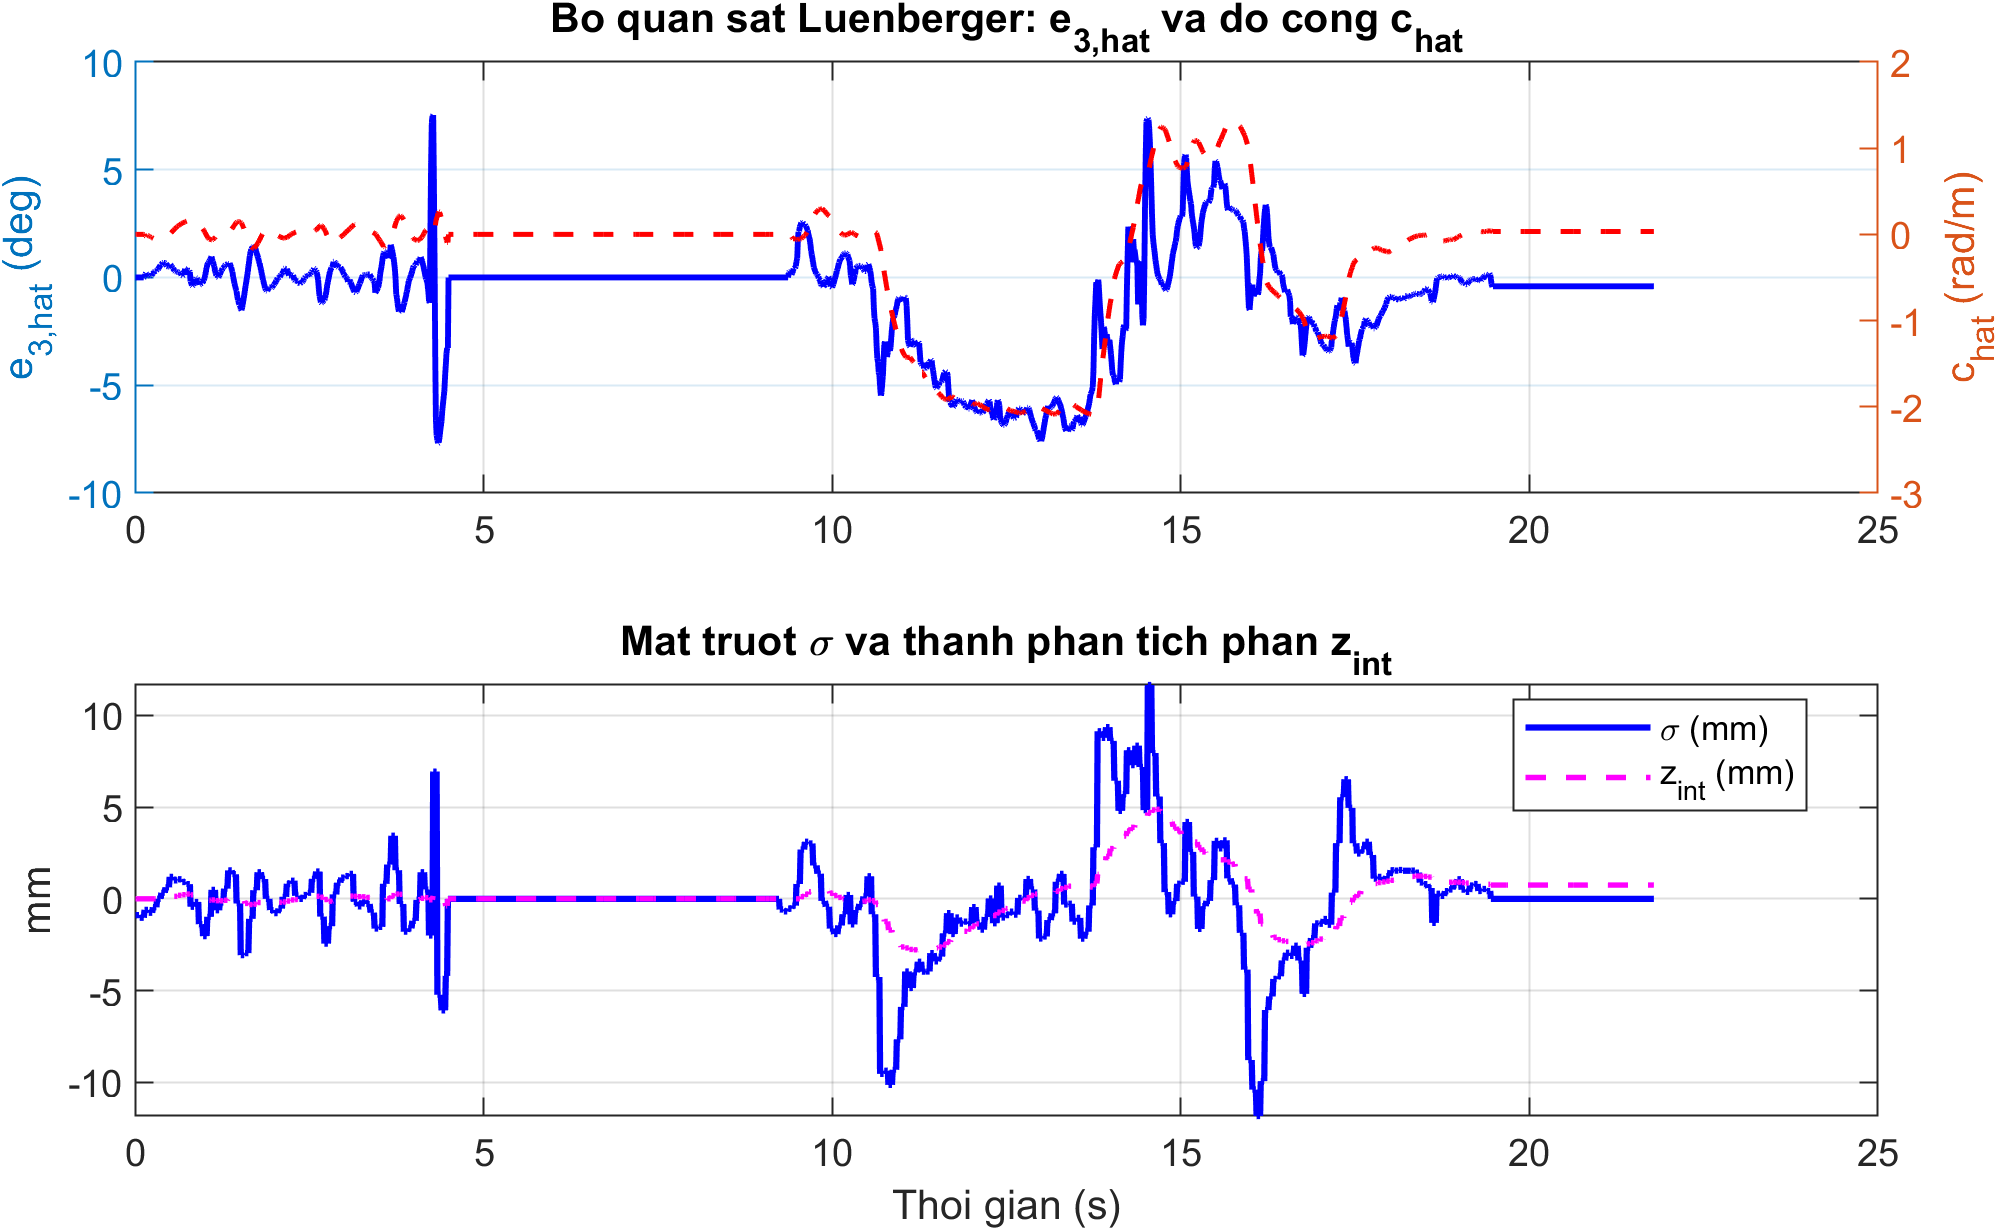 Bo quan sat Luenberger: e3,hat va do cong chat
10
5
0
-5
-10
e3,hat (deg)
2
1
0
-1
-2
-3
chat (rad/m)
0 5 10 15 20 25
Mat truot σ va thanh phan tich phan zint
10
5
0
-5
-10
mm
σ (mm)
zint (mm)
0 5 10 15 20 25
Thoi gian (s)